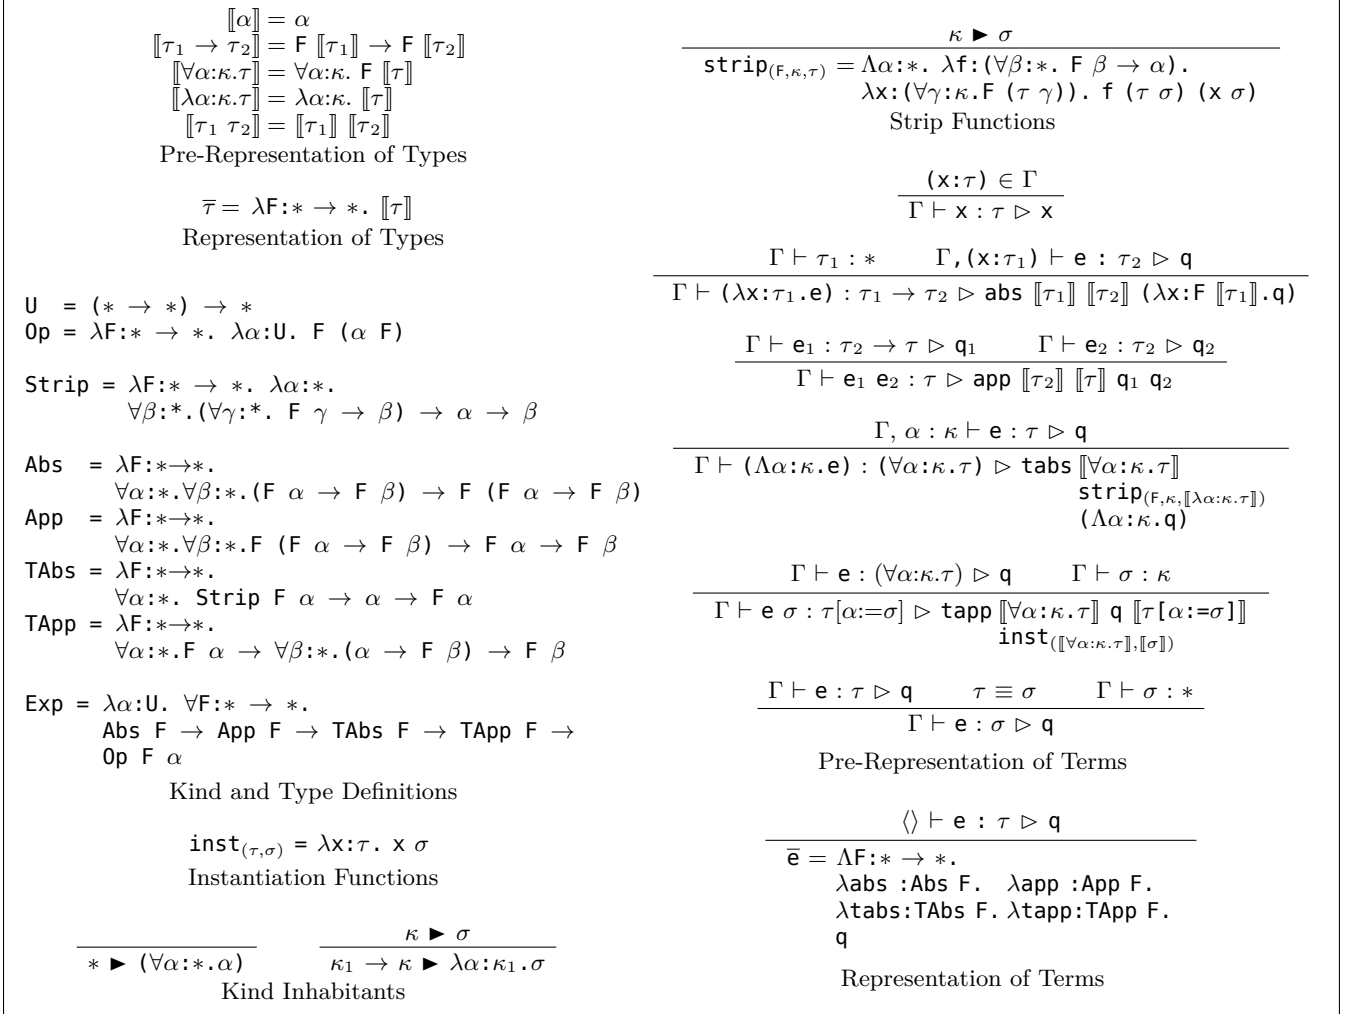 ⟦α⟧ = α
⟦τ₁ → τ₂⟧ = F ⟦τ₁⟧ → F ⟦τ₂⟧
⟦∀α:κ.τ⟧ = ∀α:κ. F ⟦τ⟧
⟦λα:κ.τ⟧ = λα:κ. ⟦τ⟧
⟦τ₁ τ₂⟧ = ⟦τ₁⟧ ⟦τ₂⟧
Pre-Representation of Types
τ̅ = λF:∗ → ∗. ⟦τ⟧
Representation of Types
U = (∗ → ∗) → ∗
Op = λF:∗ → ∗. λα:U. F (α F)
Strip = λF:∗ → ∗. λα:∗.
∀β:*.(∀γ:*. F γ → β) → α → β
Abs = λF:∗→∗.
∀α:∗.∀β:∗.(F α → F β) → F (F α → F β)
App = λF:∗→∗.
∀α:∗.∀β:∗.F (F α → F β) → F α → F β
TAbs = λF:∗→∗.
∀α:∗. Strip F α → α → F α
TApp = λF:∗→∗.
∀α:∗.F α → ∀β:∗.(α → F β) → F β
Exp = λα:U. ∀F:∗ → ∗.
Abs F → App F → TAbs F → TApp F →
Op F α
Kind and Type Definitions
inst₍τ,σ₎ = λx:τ. x σ
Instantiation Functions
κ ► σ
∗ ► (∀α:∗.α) κ₁ → κ ► λα:κ₁.σ
Kind Inhabitants
κ ► σ
strip₍F,κ,τ₎ = Λα:∗. λf:(∀β:∗. F β → α).
λx:(∀γ:κ.F (τ γ)). f (τ σ) (x σ)
Strip Functions
(x:τ) ∈ Γ
Γ ⊢ x : τ ▷ x
Γ ⊢ τ₁ : ∗ Γ,(x:τ₁) ⊢ e : τ₂ ▷ q
Γ ⊢ (λx:τ₁.e) : τ₁ → τ₂ ▷ abs ⟦τ₁⟧ ⟦τ₂⟧ (λx:F ⟦τ₁⟧.q)
Γ ⊢ e₁ : τ₂ → τ ▷ q₁ Γ ⊢ e₂ : τ₂ ▷ q₂
Γ ⊢ e₁ e₂ : τ ▷ app ⟦τ₂⟧ ⟦τ⟧ q₁ q₂
Γ, α : κ ⊢ e : τ ▷ q
Γ ⊢ (Λα:κ.e) : (∀α:κ.τ) ▷ tabs ⟦∀α:κ.τ⟧
strip₍F,κ,⟦λα:κ.τ⟧₎
(Λα:κ.q)
Γ ⊢ e : (∀α:κ.τ) ▷ q Γ ⊢ σ : κ
Γ ⊢ e σ : τ[α:=σ] ▷ tapp ⟦∀α:κ.τ⟧ q ⟦τ[α:=σ]⟧
inst₍⟦∀α:κ.τ⟧,⟦σ⟧₎
Γ ⊢ e : τ ▷ q τ ≡ σ Γ ⊢ σ : ∗
Γ ⊢ e : σ ▷ q
Pre-Representation of Terms
⟨⟩ ⊢ e : τ ▷ q
e̅ = ΛF:∗ → ∗.
λabs :Abs F. λapp :App F.
λtabs:TAbs F. λtapp:TApp F.
q
Representation of Terms